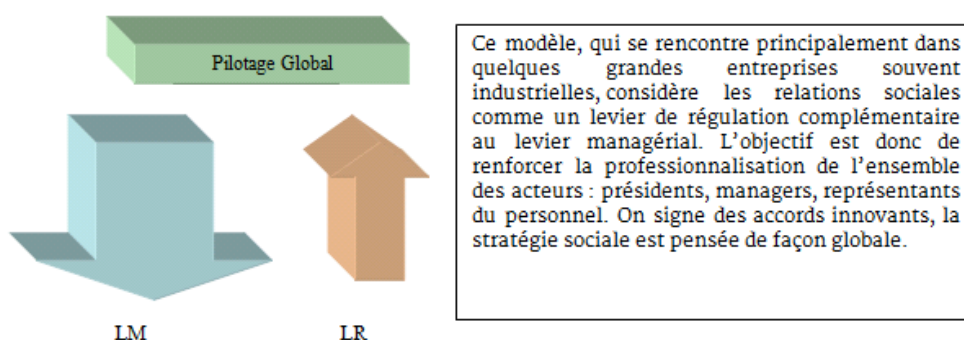 Pilotage Global
LM
LR
Ce modèle, qui se rencontre principalement dans
quelques grandes entreprises souvent
industrielles, considère les relations sociales
comme un levier de régulation complémentaire
au levier managérial. L'objectif est donc de
renforcer la professionnalisation de l'ensemble
des acteurs : présidents, managers, représentants
du personnel. On signe des accords innovants, la
stratégie sociale est pensée de façon globale.